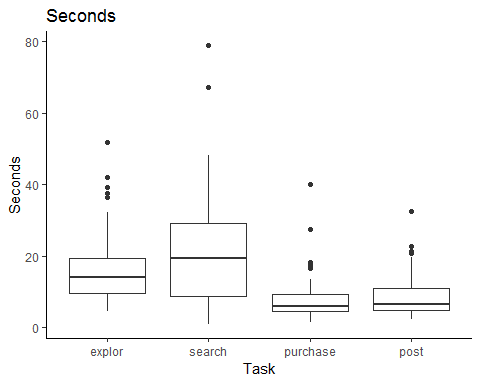 Seconds
80
60
40
20
0
Seconds
explor search purchase post
Task